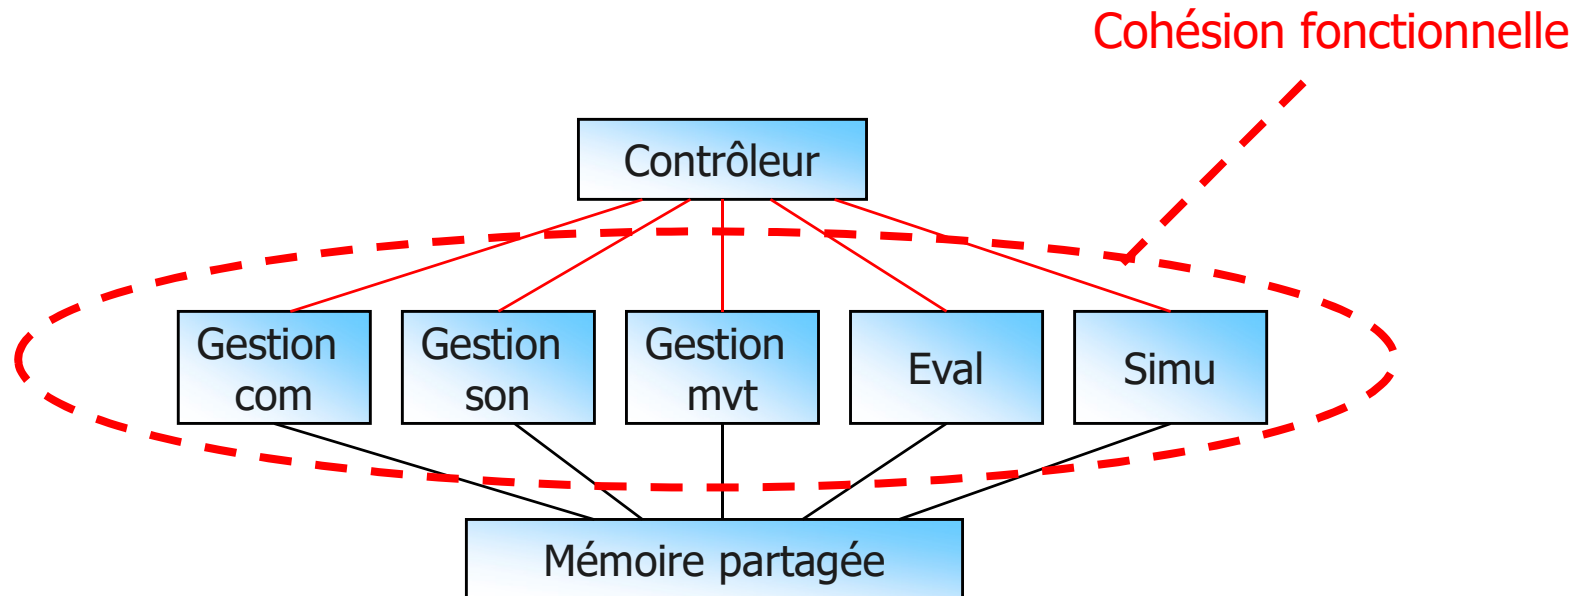 Cohésion fonctionnelle
Contrôleur
Gestion
com
Gestion
son
Gestion
mvt
Eval
Simu
Mémoire partagée